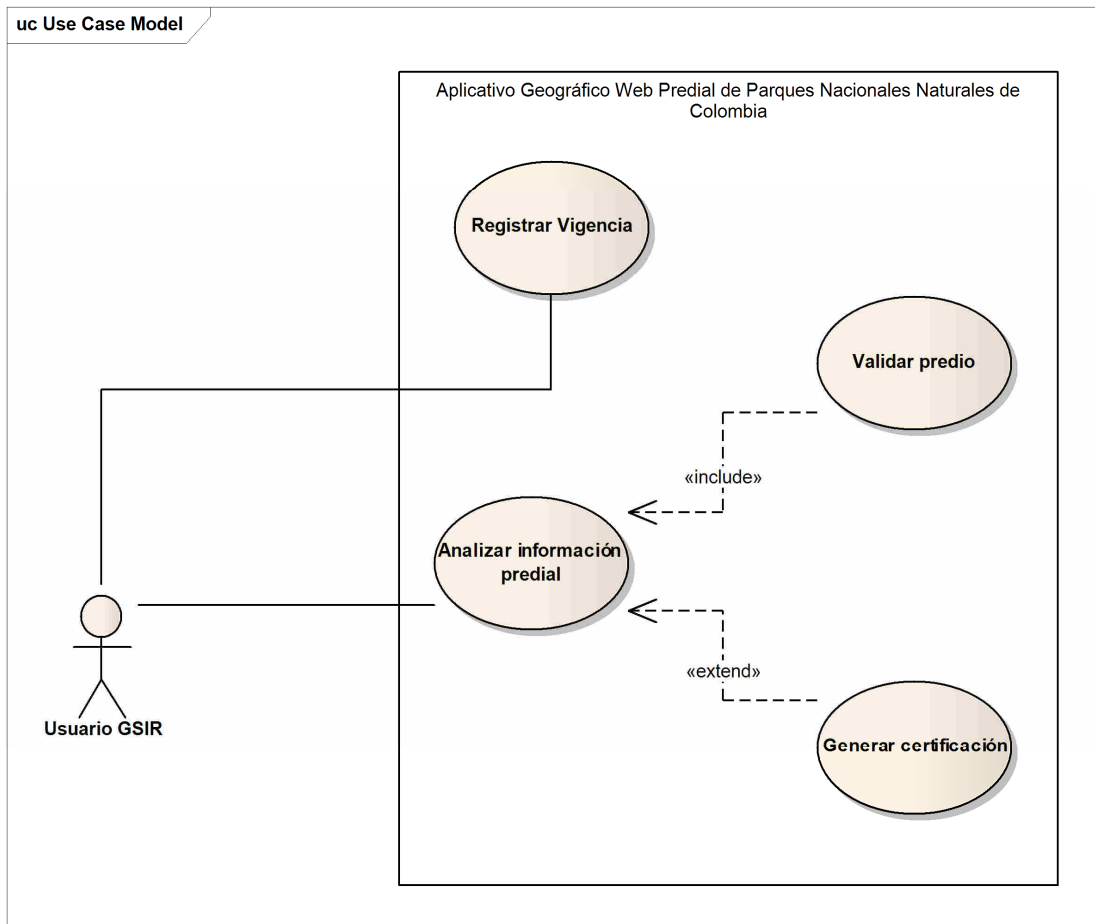 uc Use Case Model
Aplicativo Geográfico Web Predial de Parques Nacionales Naturales de
Colombia
Registrar Vigencia
Validar predio
«include»
Analizar información
predial
«extend»
Usuario GSIR
Generar certificación